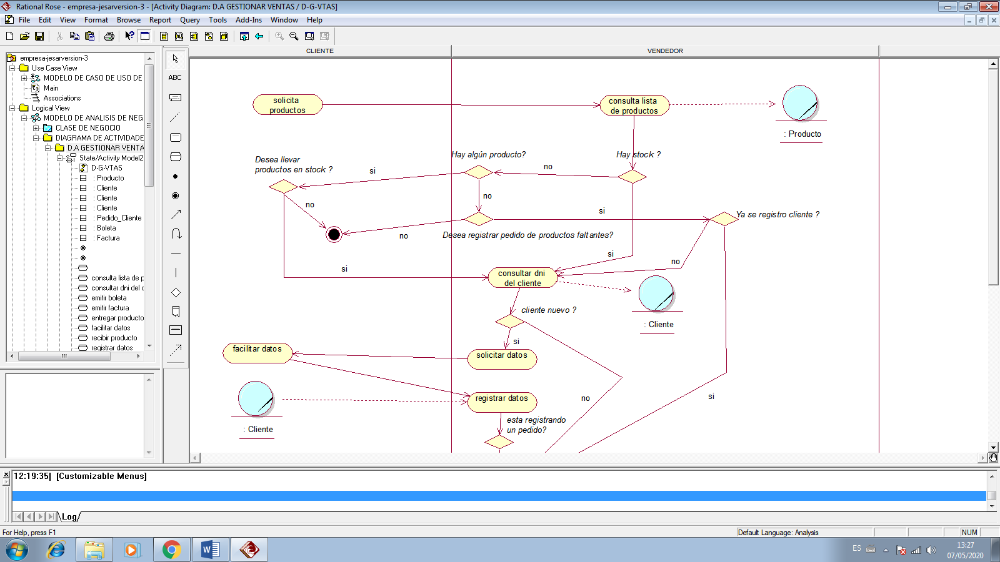 Rational Rose - empresa-jesarversion-3 - [Activity Diagram: D.A GESTIONAR VENTAS / D-G-VTAS]
File Edit View Format Browse Report Query Tools Add-Ins Window Help
empresa-jesarversion-3
Use Case View
MODELO DE CASO DE USO DE
Main
Associations
Logical View
MODELO DE ANALISIS DE NEG
CLASE DE NEGOCIO
DIAGRAMA DE ACTIVIDADE
D.A GESTIONAR VENTA
State/Activity Model2
D-G-VTAS
: Producto
: Cliente
: Cliente
: Cliente
: Pedido_Cliente
: Boleta
: Factura
consulta lista de p
consultar dni del c
emitir boleta
emitir factura
entregar producto
facilitar datos
recibir producto
registrar datos
ABC
CLIENTE
VENDEDOR
solicita
productos
consulta lista
de productos
: Producto
Desea llevar
productos en stock ?
Hay algún producto?
Hay stock ?
si
no
no
no
si
Ya se registro cliente ?
no
Desea registrar pedido de productos faltantes?
si
no
si
consultar dni
del cliente
cliente nuevo ?
: Cliente
si
facilitar datos
solicitar datos
registrar datos
no
si
esta registrando
un pedido?
: Cliente
12:19:35| [Customizable Menus]
Log
For Help, press F1
Default Language: Analysis
NUM
ES
13:27
07/05/2020